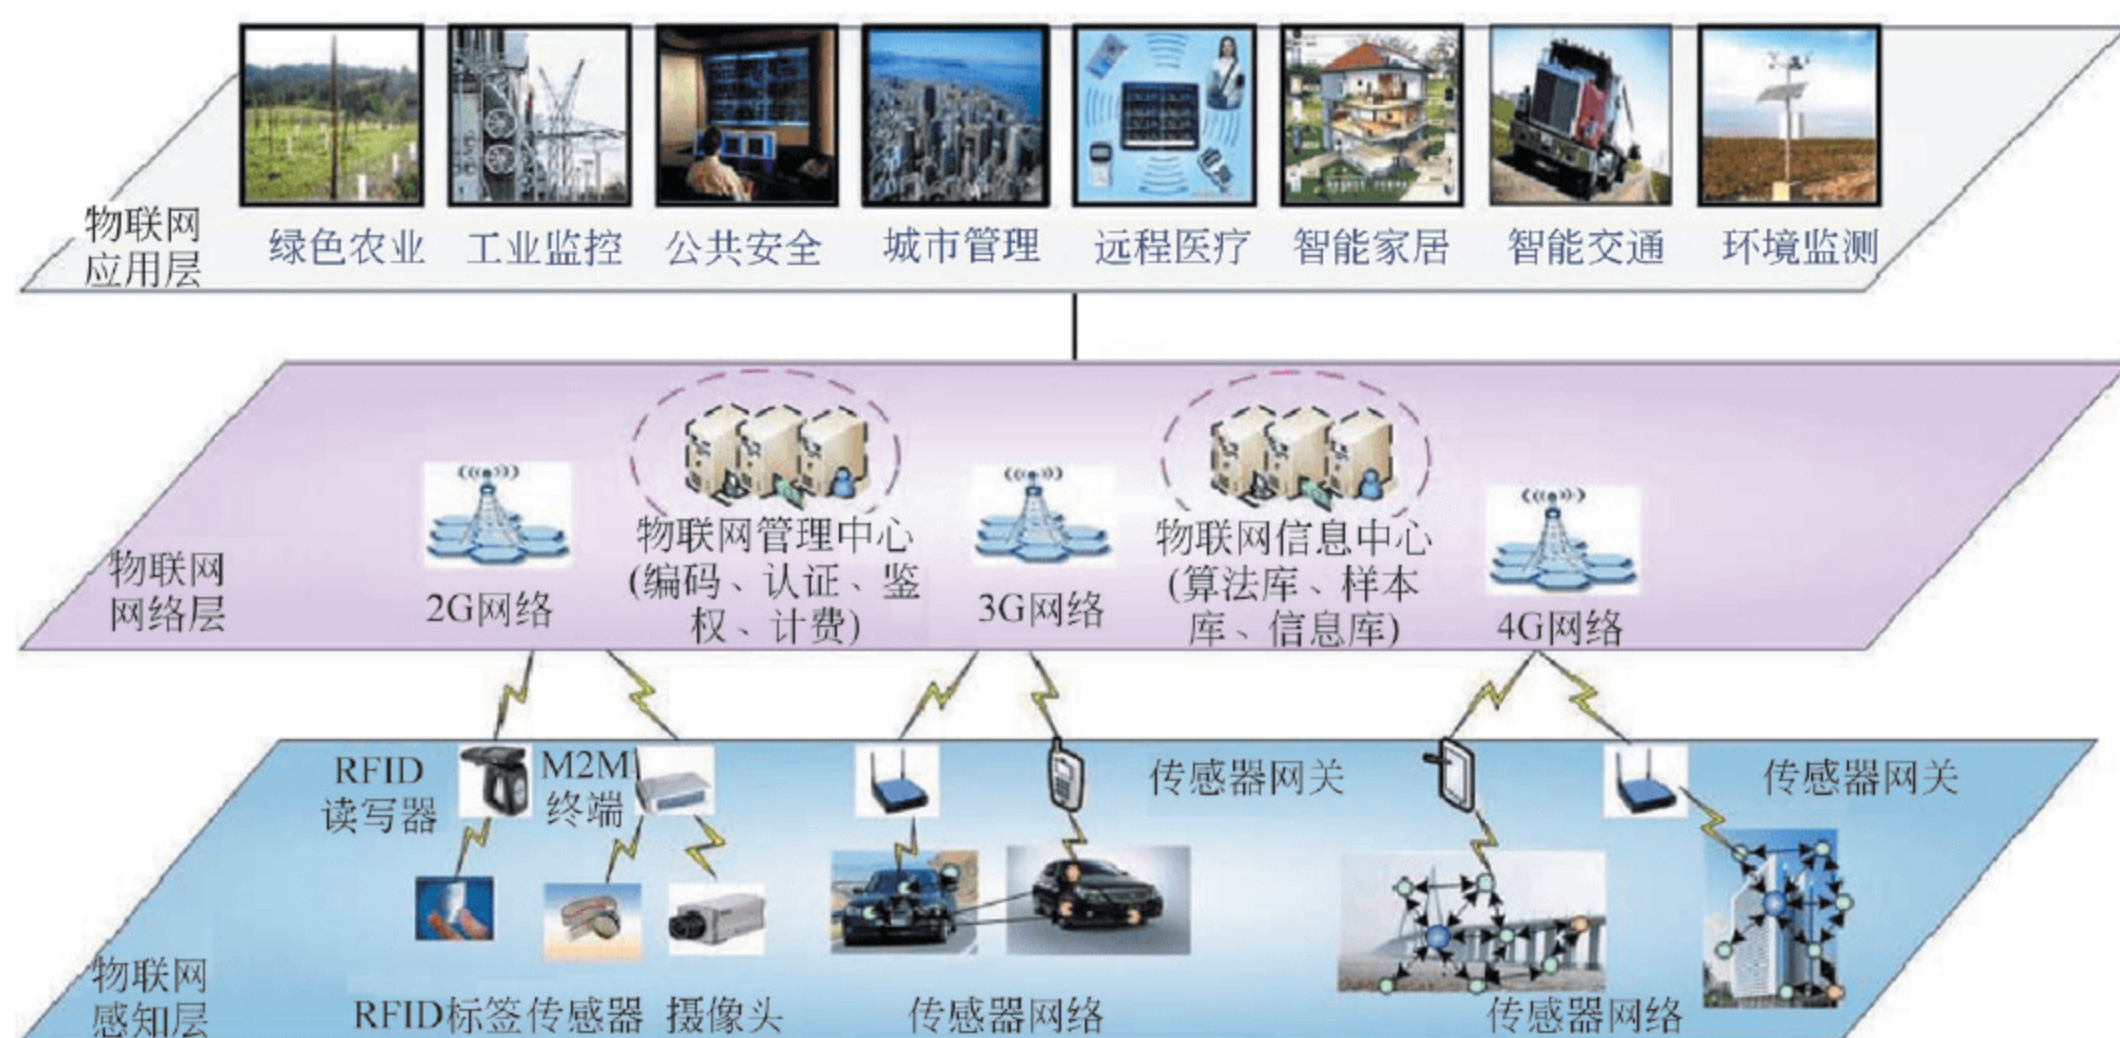 物联网
应用层
绿色农业
工业监控
公共安全
城市管理
远程医疗
智能家居
智能交通
环境监测
物联网
网络层
2G网络
物联网管理中心
(编码、认证、鉴
权、计费)
3G网络
物联网信息中心
(算法库、样本
库、信息库)
4G网络
RFID
读写器
M2M
终端
传感器网关
传感器网关
物联网
感知层
RFID标签
传感器
摄像头
传感器网络
传感器网络